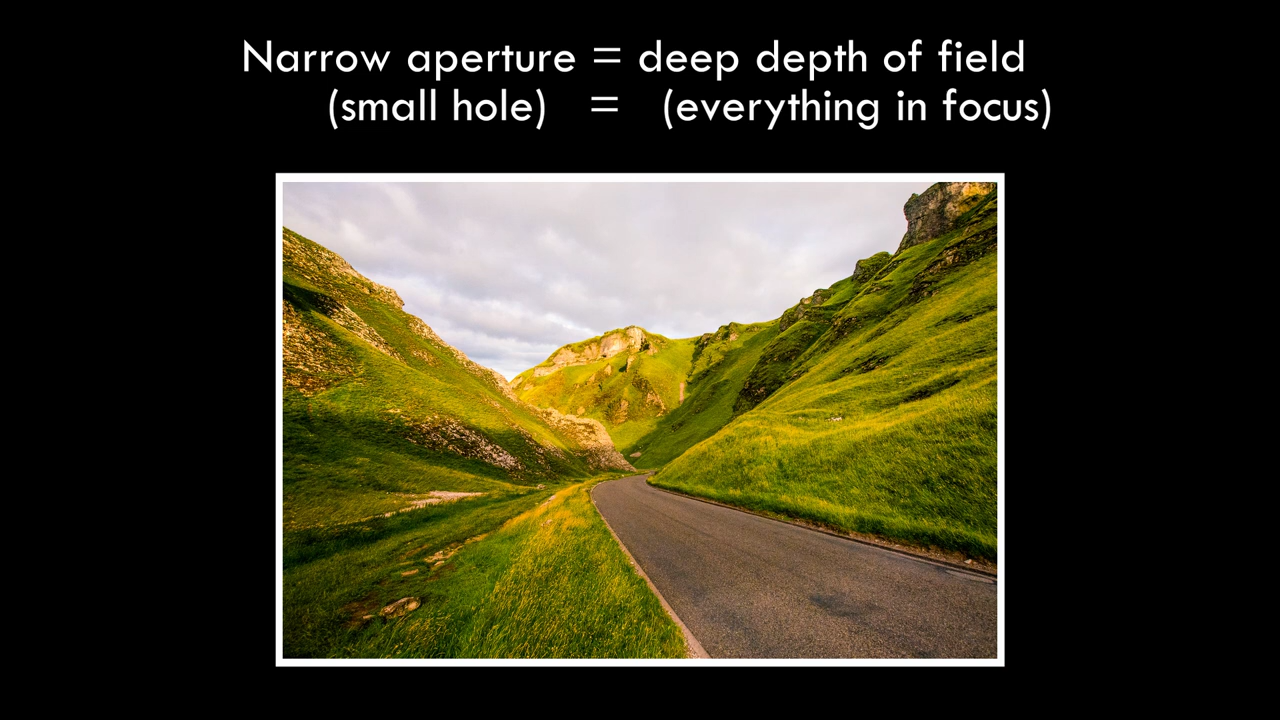 Narrow aperture = deep depth of field
(small hole) = (everything in focus)